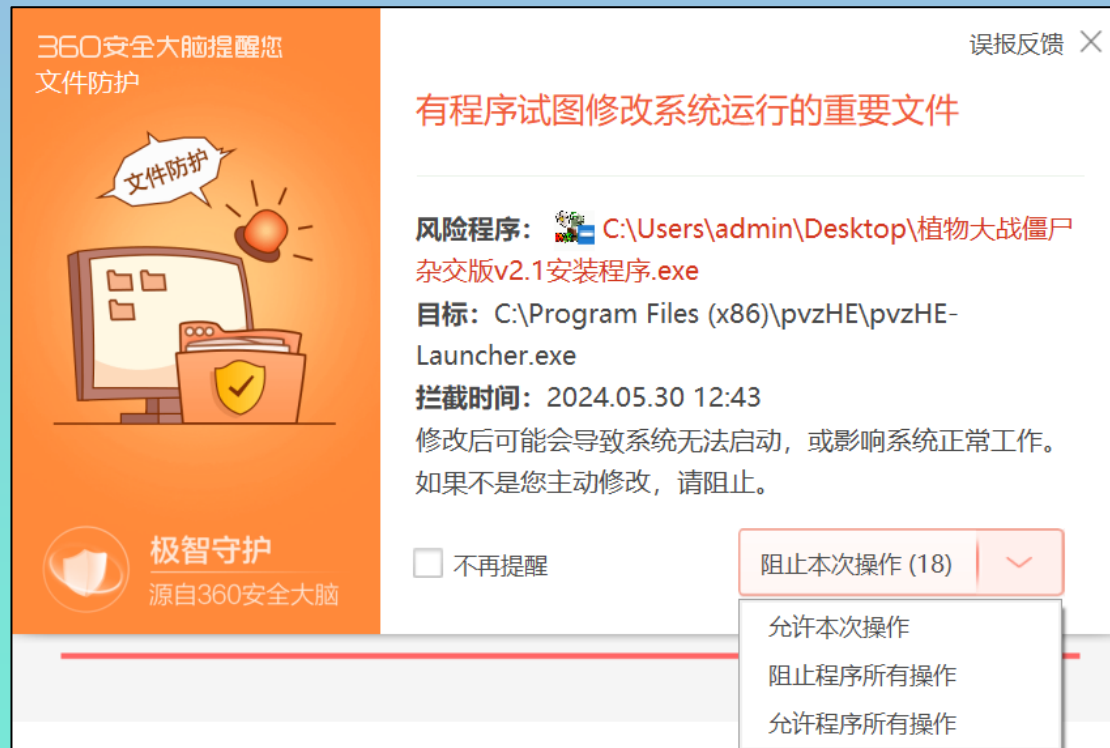 360安全大脑提醒您
文件防护
文件防护
极智守护
源自360安全大脑
误报反馈
有程序试图修改系统运行的重要文件
风险程序： C:\Users\admin\Desktop\植物大战僵尸
杂交版v2.1安装程序.exe
目标：C:\Program Files (x86)\pvzHE\pvzHE-
Launcher.exe
拦截时间：2024.05.30 12:43
修改后可能会导致系统无法启动，或影响系统正常工作。
如果不是您主动修改，请阻止。
不再提醒
阻止本次操作 (18)
允许本次操作
阻止程序所有操作
允许程序所有操作